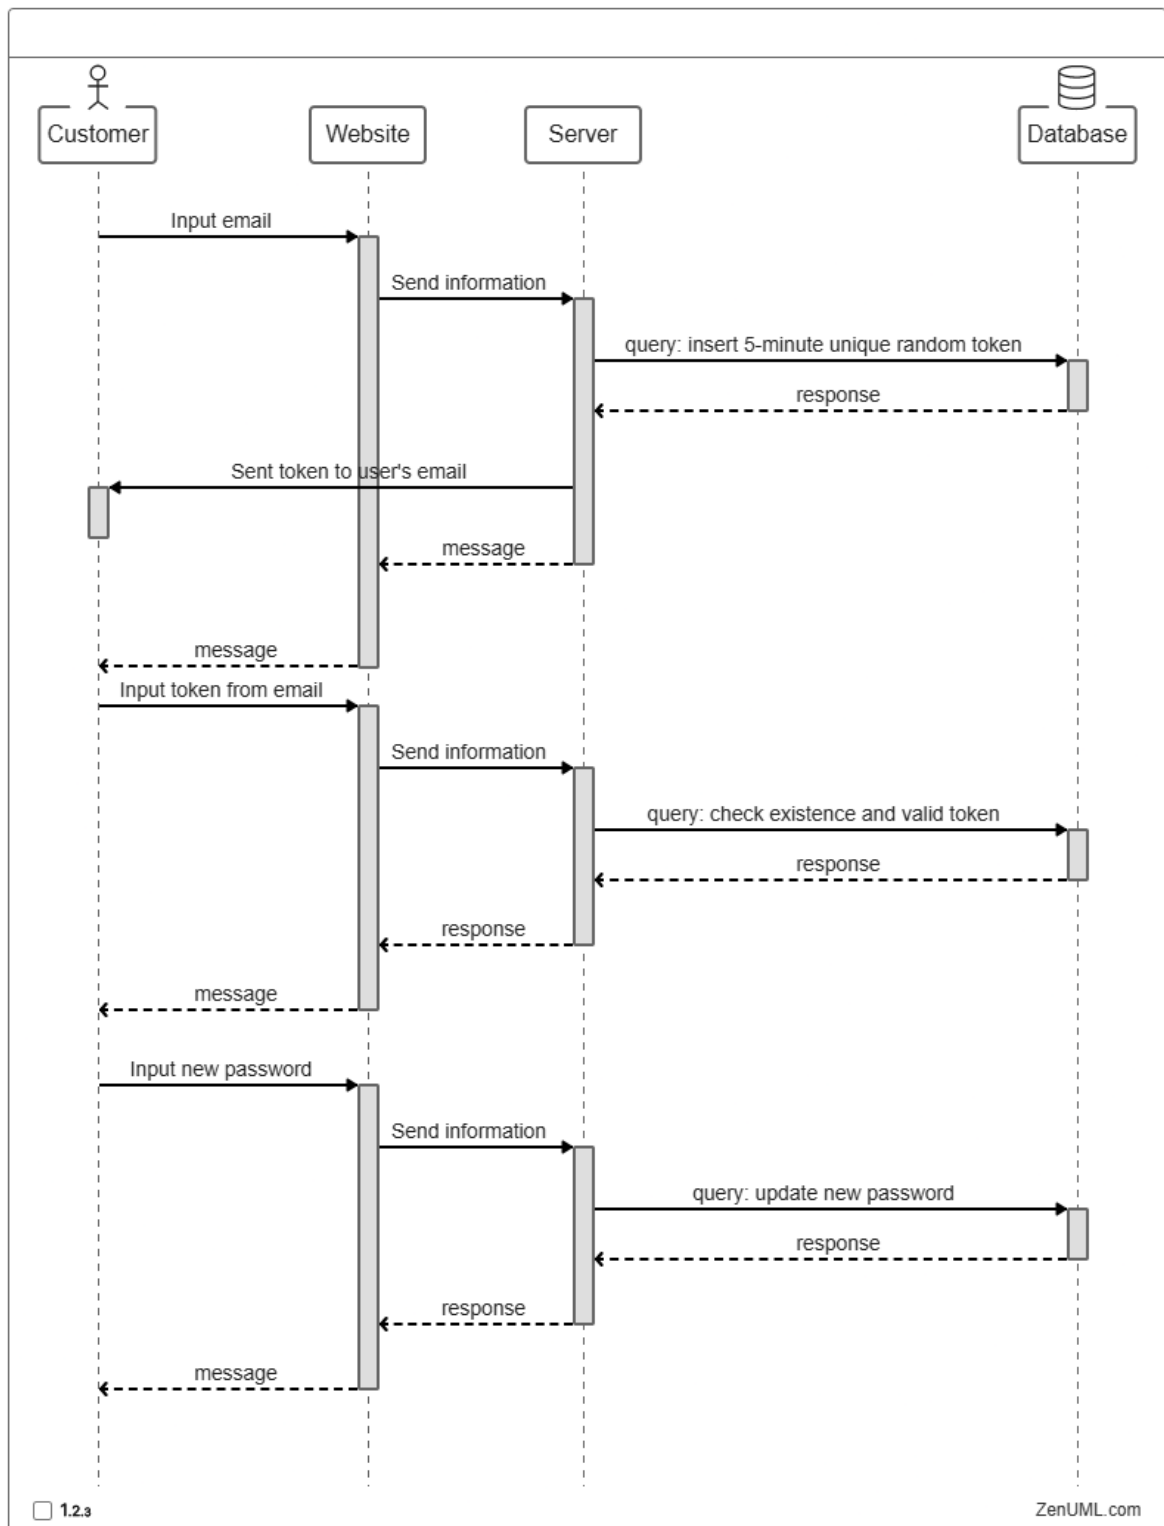 Customer
Website
Server
Database
Input email
Send information
query: insert 5-minute unique random token
response
Sent token to user's email
message
message
Input token from email
Send information
query: check existence and valid token
response
response
message
Input new password
Send information
query: update new password
response
response
message
1.2.3
ZenUML.com